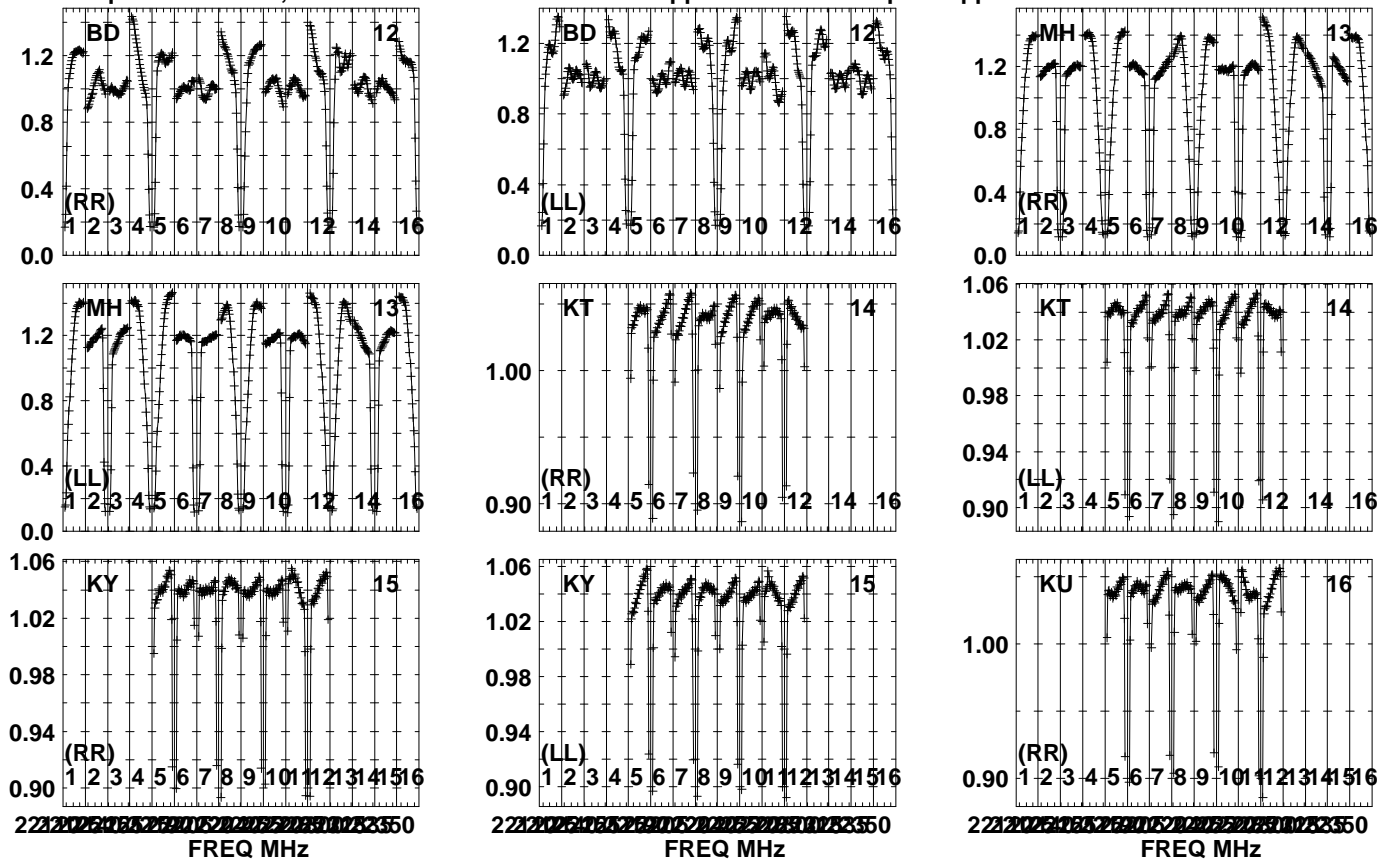 BD 12
1.2
0.8
0.4
0.0
(RR)
1 2 3 4 5 6 7 8 9 10 12 14 16
BD 12
1.2
0.8
0.4
0.0
(LL)
1 2 3 4 5 6 7 8 9 10 12 14 16
MH 13
1.6
1.2
0.8
0.4
0.0
(RR)
1 2 3 4 5 6 7 8 9 10 12 14 16
MH 13
1.2
0.8
0.4
0.0
(LL)
1 2 3 4 5 6 7 8 9 10 12 14 16
KT 14
1.00
0.90
(RR)
1 2 3 4 5 6 7 8 9 10 12 14 16
KT 14
1.06
1.02
0.98
0.94
0.90
(LL)
1 2 3 4 5 6 7 8 9 10 12 14 16
KY 15
1.06
1.02
0.98
0.94
0.90
(RR)
1 2 3 4 5 6 7 8 9 10 11 12 13 14 15 16
FREQ MHz
KY 15
1.06
1.02
0.98
0.94
0.90
(LL)
1 2 3 4 5 6 7 8 9 10 11 12 13 14 15 16
FREQ MHz
KU 16
1.00
0.90
(RR)
1 2 3 4 5 6 7 8 9 10 11 12 13 14 15 16
FREQ MHz